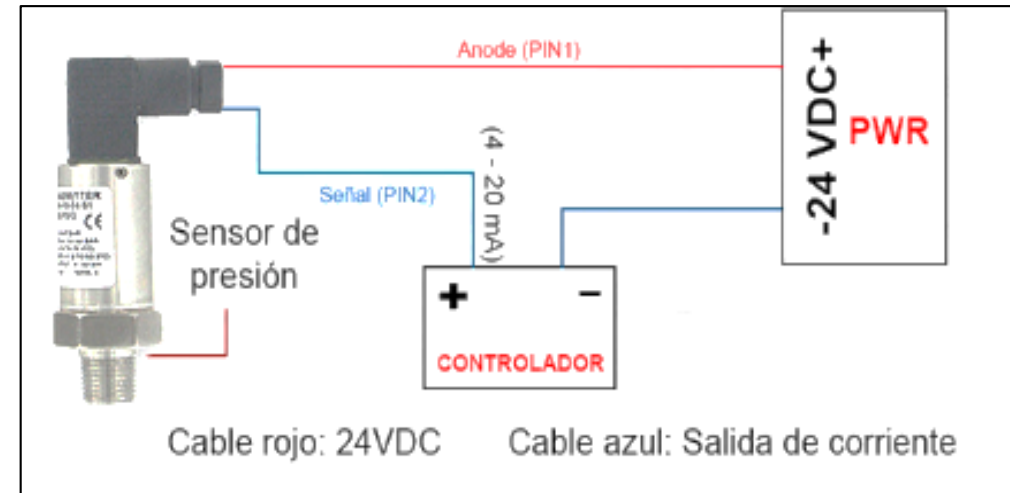 Anode (PIN1)
-24 VDC+
PWR
(4 - 20 mA)
Señal (PIN2)
CE
Sensor de
presión
+ −
CONTROLADOR
Cable rojo: 24VDC Cable azul: Salida de corriente